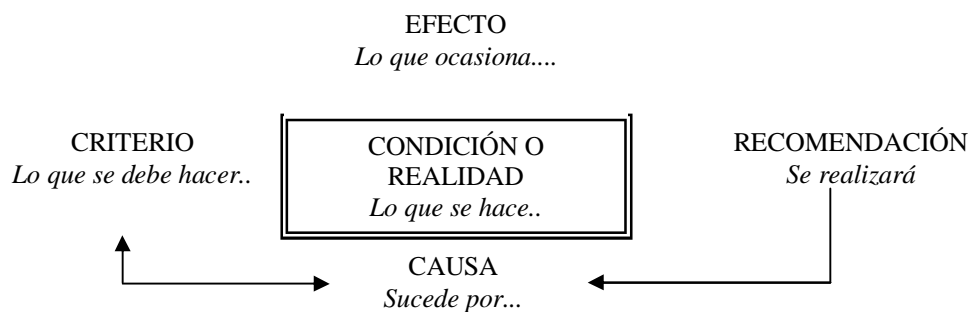 EFECTO
Lo que ocasiona....
CRITERIO
Lo que se debe hacer..
CONDICIÓN O
REALIDAD
Lo que se hace..
RECOMENDACIÓN
Se realizará
CAUSA
Sucede por...